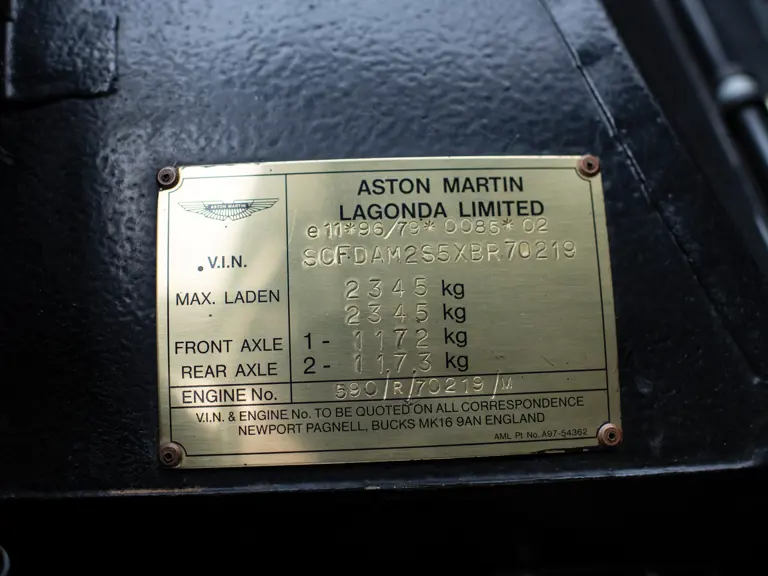 ASTON MARTIN
ASTON MARTIN
LAGONDA LIMITED
e11*96/79*0085*02
V.I.N. SCFDAM2S5XBR70219
MAX. LADEN 2345 kg
2345 kg
FRONT AXLE 1- 1172 kg
REAR AXLE 2- 1173 kg
ENGINE No. 590/R/70219/M
V.I.N. & ENGINE No. TO BE QUOTED ON ALL CORRESPONDENCE
NEWPORT PAGNELL, BUCKS MK16 9AN ENGLAND
AML Pt No. A97-54362